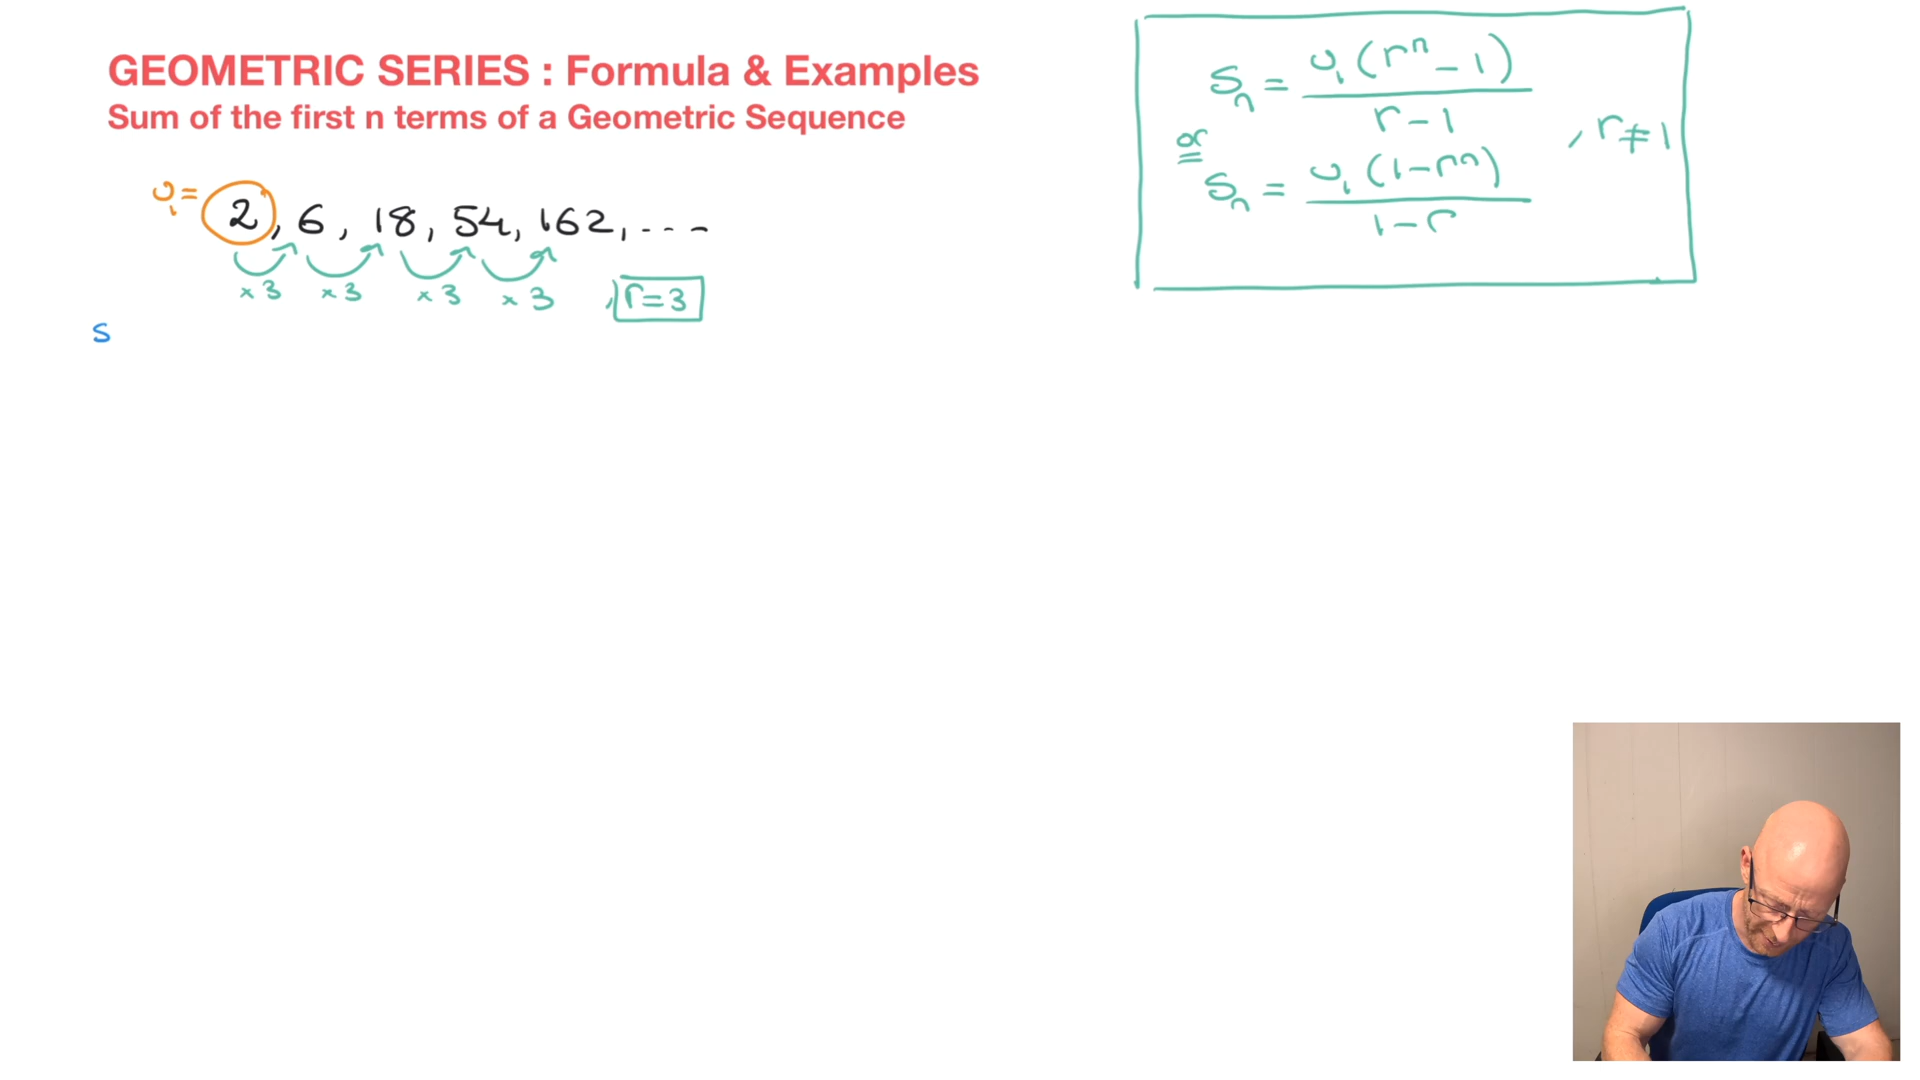 GEOMETRIC SERIES : Formula & Examples
Sum of the first n terms of a Geometric Sequence
u₁ = 2, 6, 18, 54, 162, ....
×3 ×3 ×3 ×3 , r=3
S
Sₙ = u₁(rⁿ - 1) / r - 1
or
Sₙ = u₁(1 - rⁿ) / 1 - r , r ≠ 1